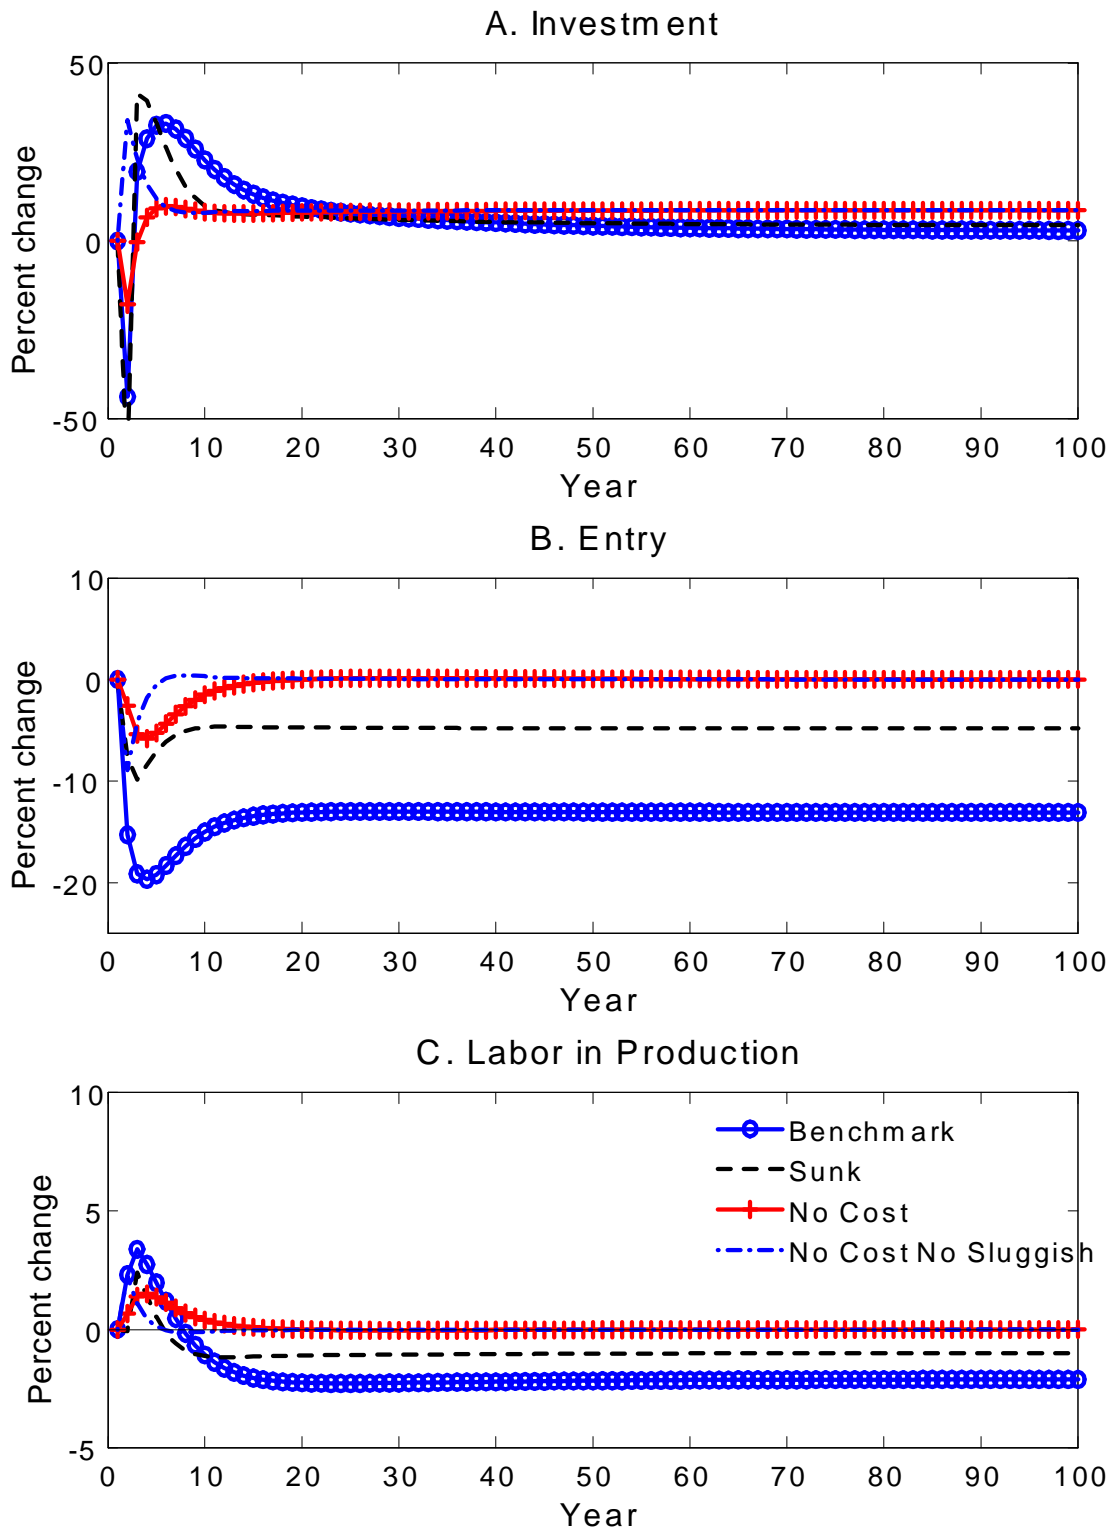 A. Investment
50
0
-50
Percent change
0 10 20 30 40 50 60 70 80 90 100
Year
B. Entry
10
0
-10
-20
Percent change
0 10 20 30 40 50 60 70 80 90 100
Year
C. Labor in Production
10
5
0
-5
Percent change
Benchmark
Sunk
No Cost
No Cost No Sluggish
0 10 20 30 40 50 60 70 80 90 100
Year